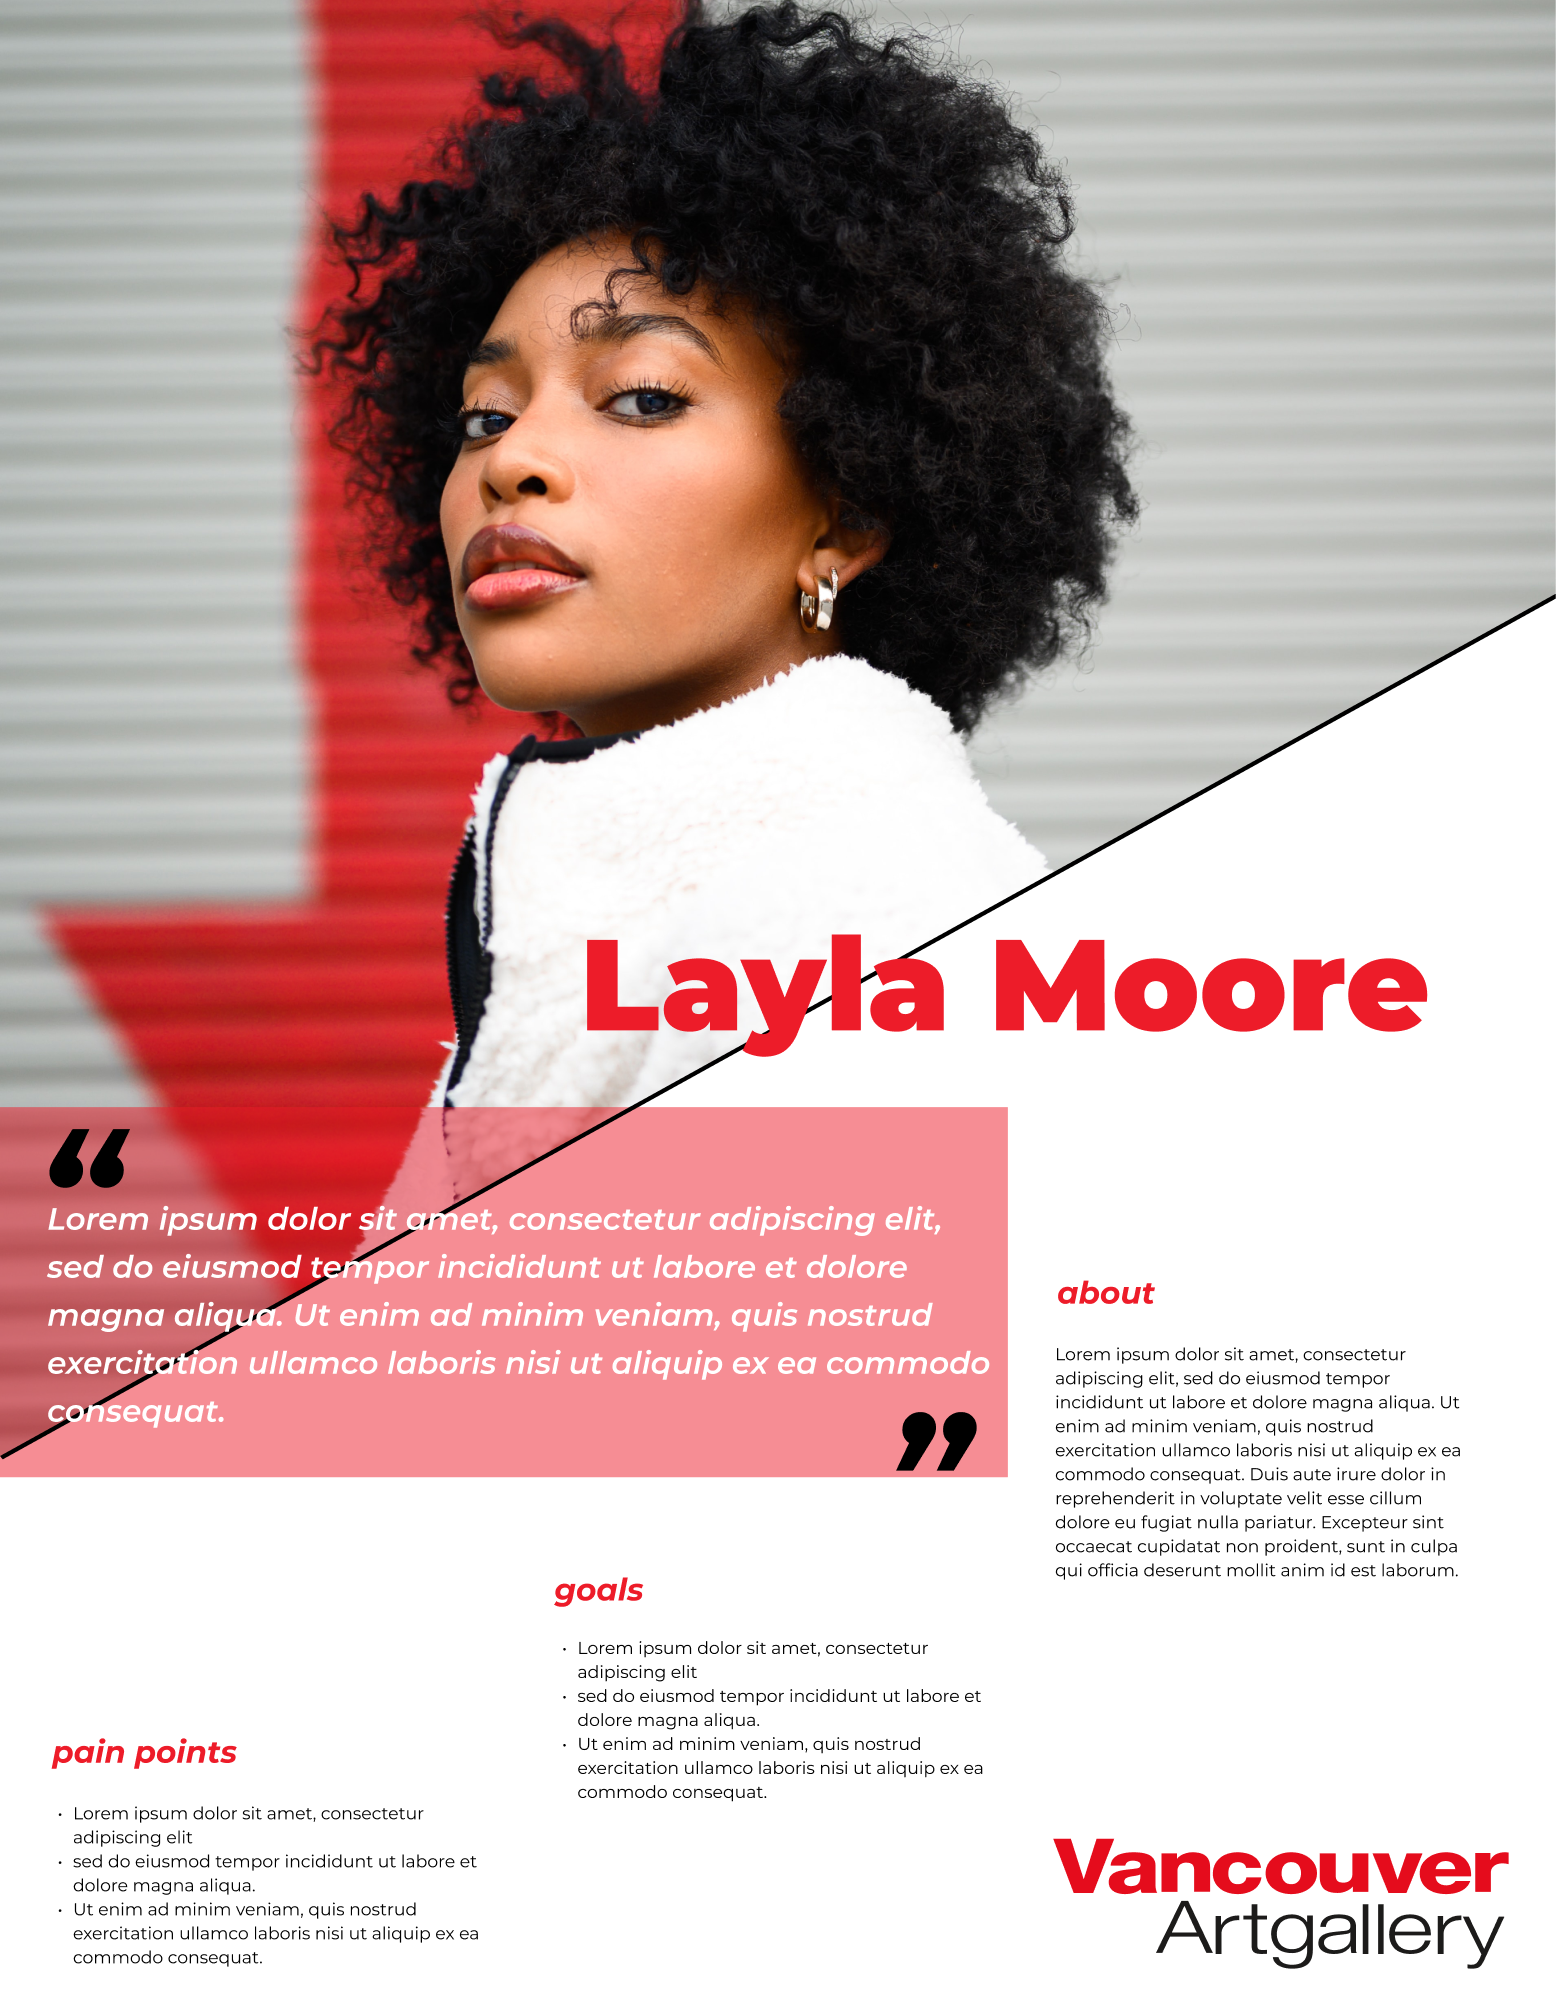 Layla Moore
“
Lorem ipsum dolor sit amet, consectetur adipiscing elit,
sed do eiusmod tempor incididunt ut labore et dolore
magna aliqua. Ut enim ad minim veniam, quis nostrud
exercitation ullamco laboris nisi ut aliquip ex ea commodo
consequat.
”
about
Lorem ipsum dolor sit amet, consectetur
adipiscing elit, sed do eiusmod tempor
incididunt ut labore et dolore magna aliqua. Ut
enim ad minim veniam, quis nostrud
exercitation ullamco laboris nisi ut aliquip ex ea
commodo consequat. Duis aute irure dolor in
reprehenderit in voluptate velit esse cillum
dolore eu fugiat nulla pariatur. Excepteur sint
occaecat cupidatat non proident, sunt in culpa
qui officia deserunt mollit anim id est laborum.
goals
• Lorem ipsum dolor sit amet, consectetur
adipiscing elit
• sed do eiusmod tempor incididunt ut labore et
dolore magna aliqua.
• Ut enim ad minim veniam, quis nostrud
exercitation ullamco laboris nisi ut aliquip ex ea
commodo consequat.
pain points
• Lorem ipsum dolor sit amet, consectetur
adipiscing elit
• sed do eiusmod tempor incididunt ut labore et
dolore magna aliqua.
• Ut enim ad minim veniam, quis nostrud
exercitation ullamco laboris nisi ut aliquip ex ea
commodo consequat.
Vancouver
Artgallery